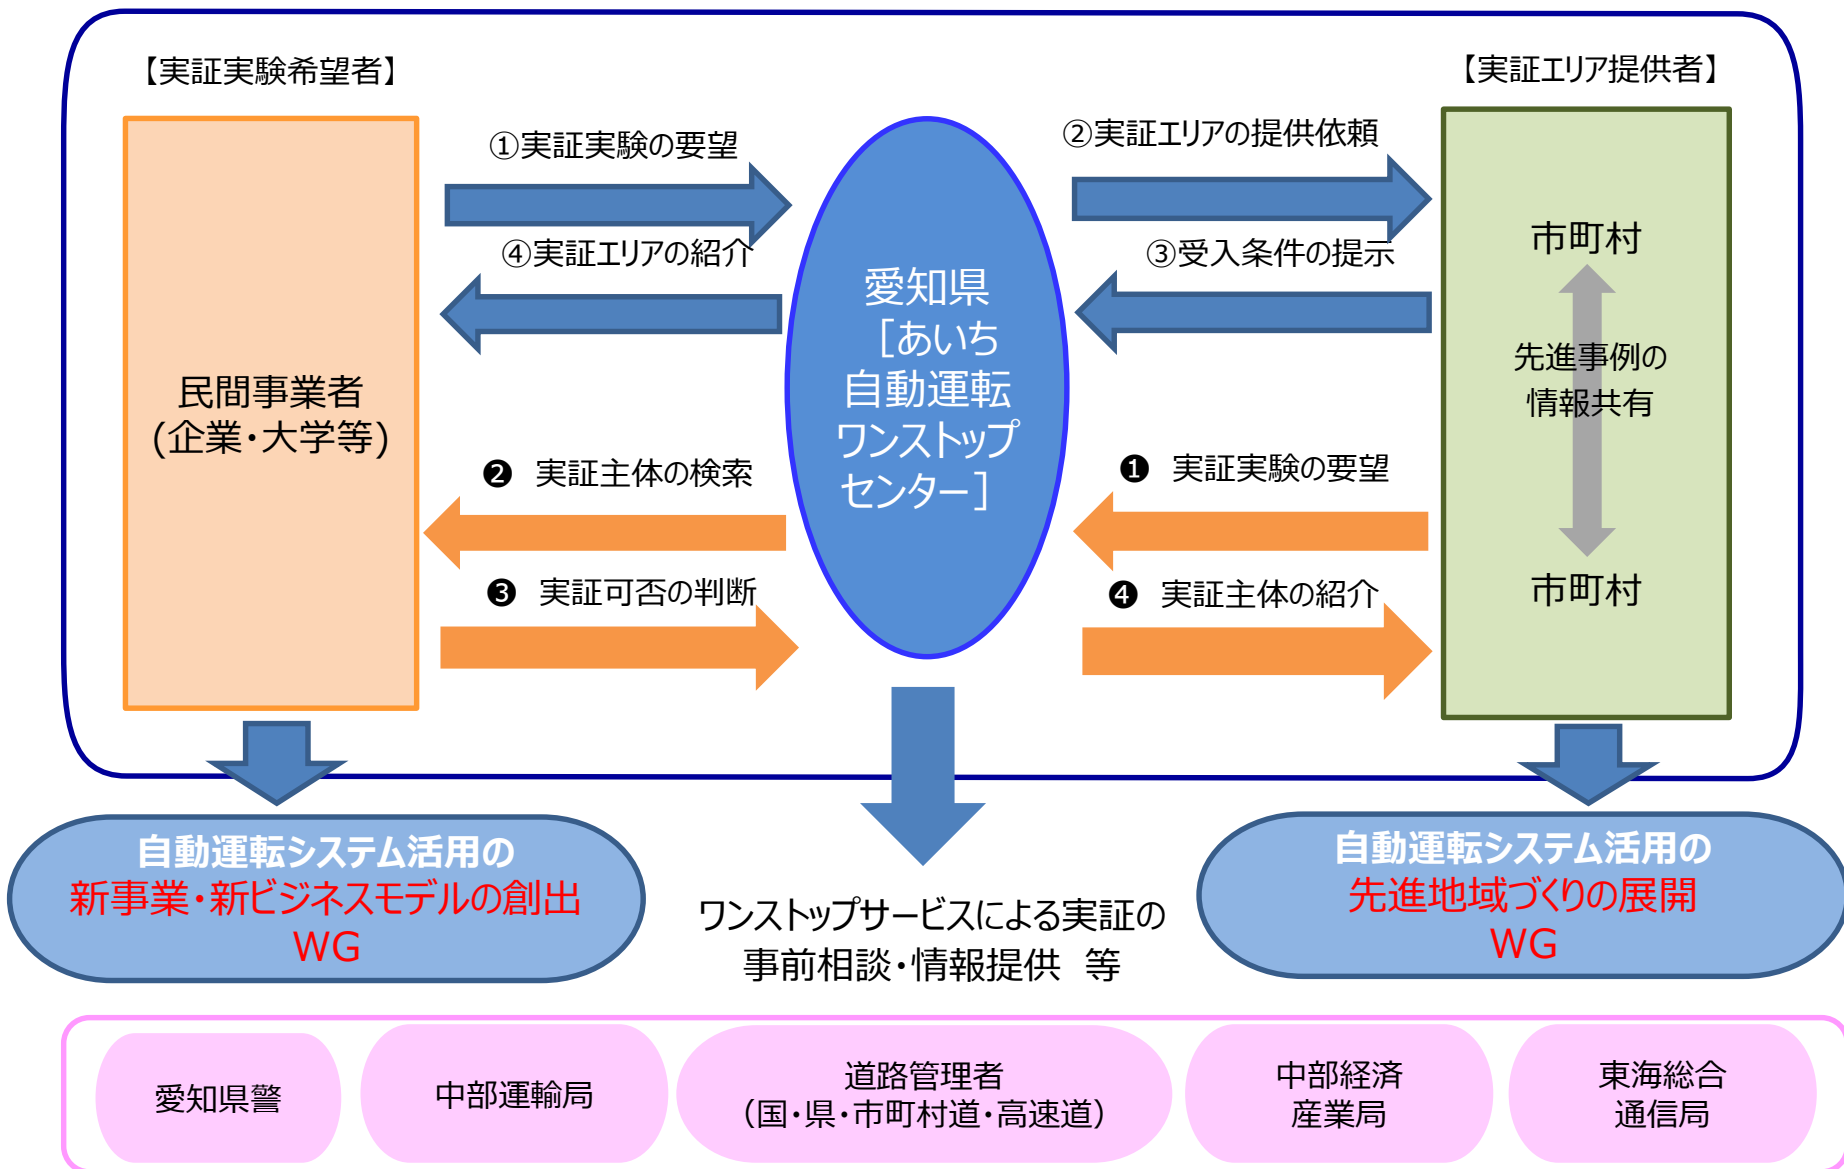 【実証実験希望者】
【実証エリア提供者】
①実証実験の要望
②実証エリアの提供依頼
④実証エリアの紹介
③受入条件の提示
民間事業者
(企業・大学等)
愛知県
［あいち
自動運転
ワンストップ
センター］
市町村
先進事例の
情報共有
市町村
❷　実証主体の検索
❶　実証実験の要望
❸　実証可否の判断
❹　実証主体の紹介
自動運転システム活用の
新事業・新ビジネスモデルの創出
WG
ワンストップサービスによる実証の
事前相談・情報提供　等
自動運転システム活用の
先進地域づくりの展開
WG
愛知県警
中部運輸局
道路管理者
（国・県・市町村道・高速道）
中部経済
産業局
東海総合
通信局